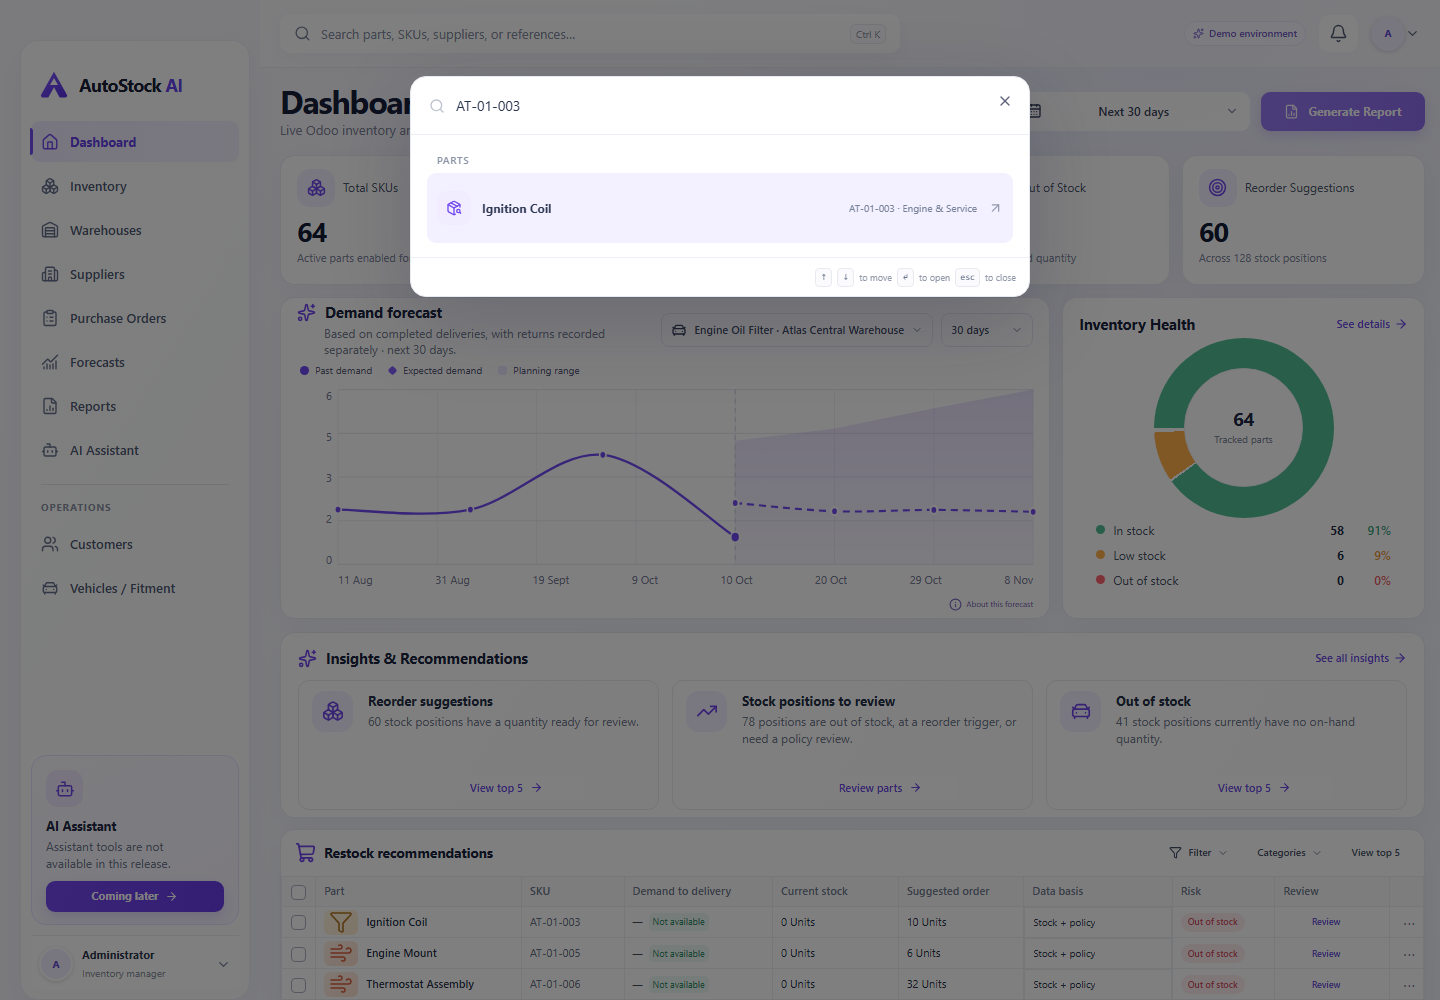 Search parts, SKUs, suppliers, or references...
Ctrl K
Demo environment
A
AutoStock AI
Dashboard
Inventory
Warehouses
Suppliers
Purchase Orders
Forecasts
Reports
AI Assistant
OPERATIONS
Customers
Vehicles / Fitment
AI Assistant
Assistant tools are not
available in this release.
Coming later
A
Administrator
Inventory manager
AT-01-003
PARTS
Ignition Coil
AT-01-003 · Engine & Service
to move
to open
esc
to close
Live Odoo inventory
Next 30 days
Generate Report
Total SKUs
64
Active parts enabled
of Stock
quantity
Reorder Suggestions
60
Across 128 stock positions
Demand forecast
Based on completed deliveries, with returns recorded
separately · next 30 days.
Engine Oil Filter · Atlas Central Warehouse
30 days
Past demand
Expected demand
Planning range
6
5
3
2
0
11 Aug
31 Aug
19 Sept
9 Oct
10 Oct
20 Oct
29 Oct
8 Nov
About this forecast
Inventory Health
See details
64
Tracked parts
In stock 58 91%
Low stock 6 9%
Out of stock 0 0%
Insights & Recommendations
See all insights
Reorder suggestions
60 stock positions have a quantity ready for review.
View top 5
Stock positions to review
78 positions are out of stock, at a reorder trigger, or
need a policy review.
Review parts
Out of stock
41 stock positions currently have no on-hand
quantity.
View top 5
Restock recommendations
Filter
Categories
View top 5
Part SKU Demand to delivery Current stock Suggested order Data basis Risk Review
Ignition Coil AT-01-003 — Not available 0 Units 10 Units Stock + policy Out of stock Review ...
Engine Mount AT-01-005 — Not available 0 Units 6 Units Stock + policy Out of stock Review ...
Thermostat Assembly AT-01-006 — Not available 0 Units 32 Units Stock + policy Out of stock Review ...